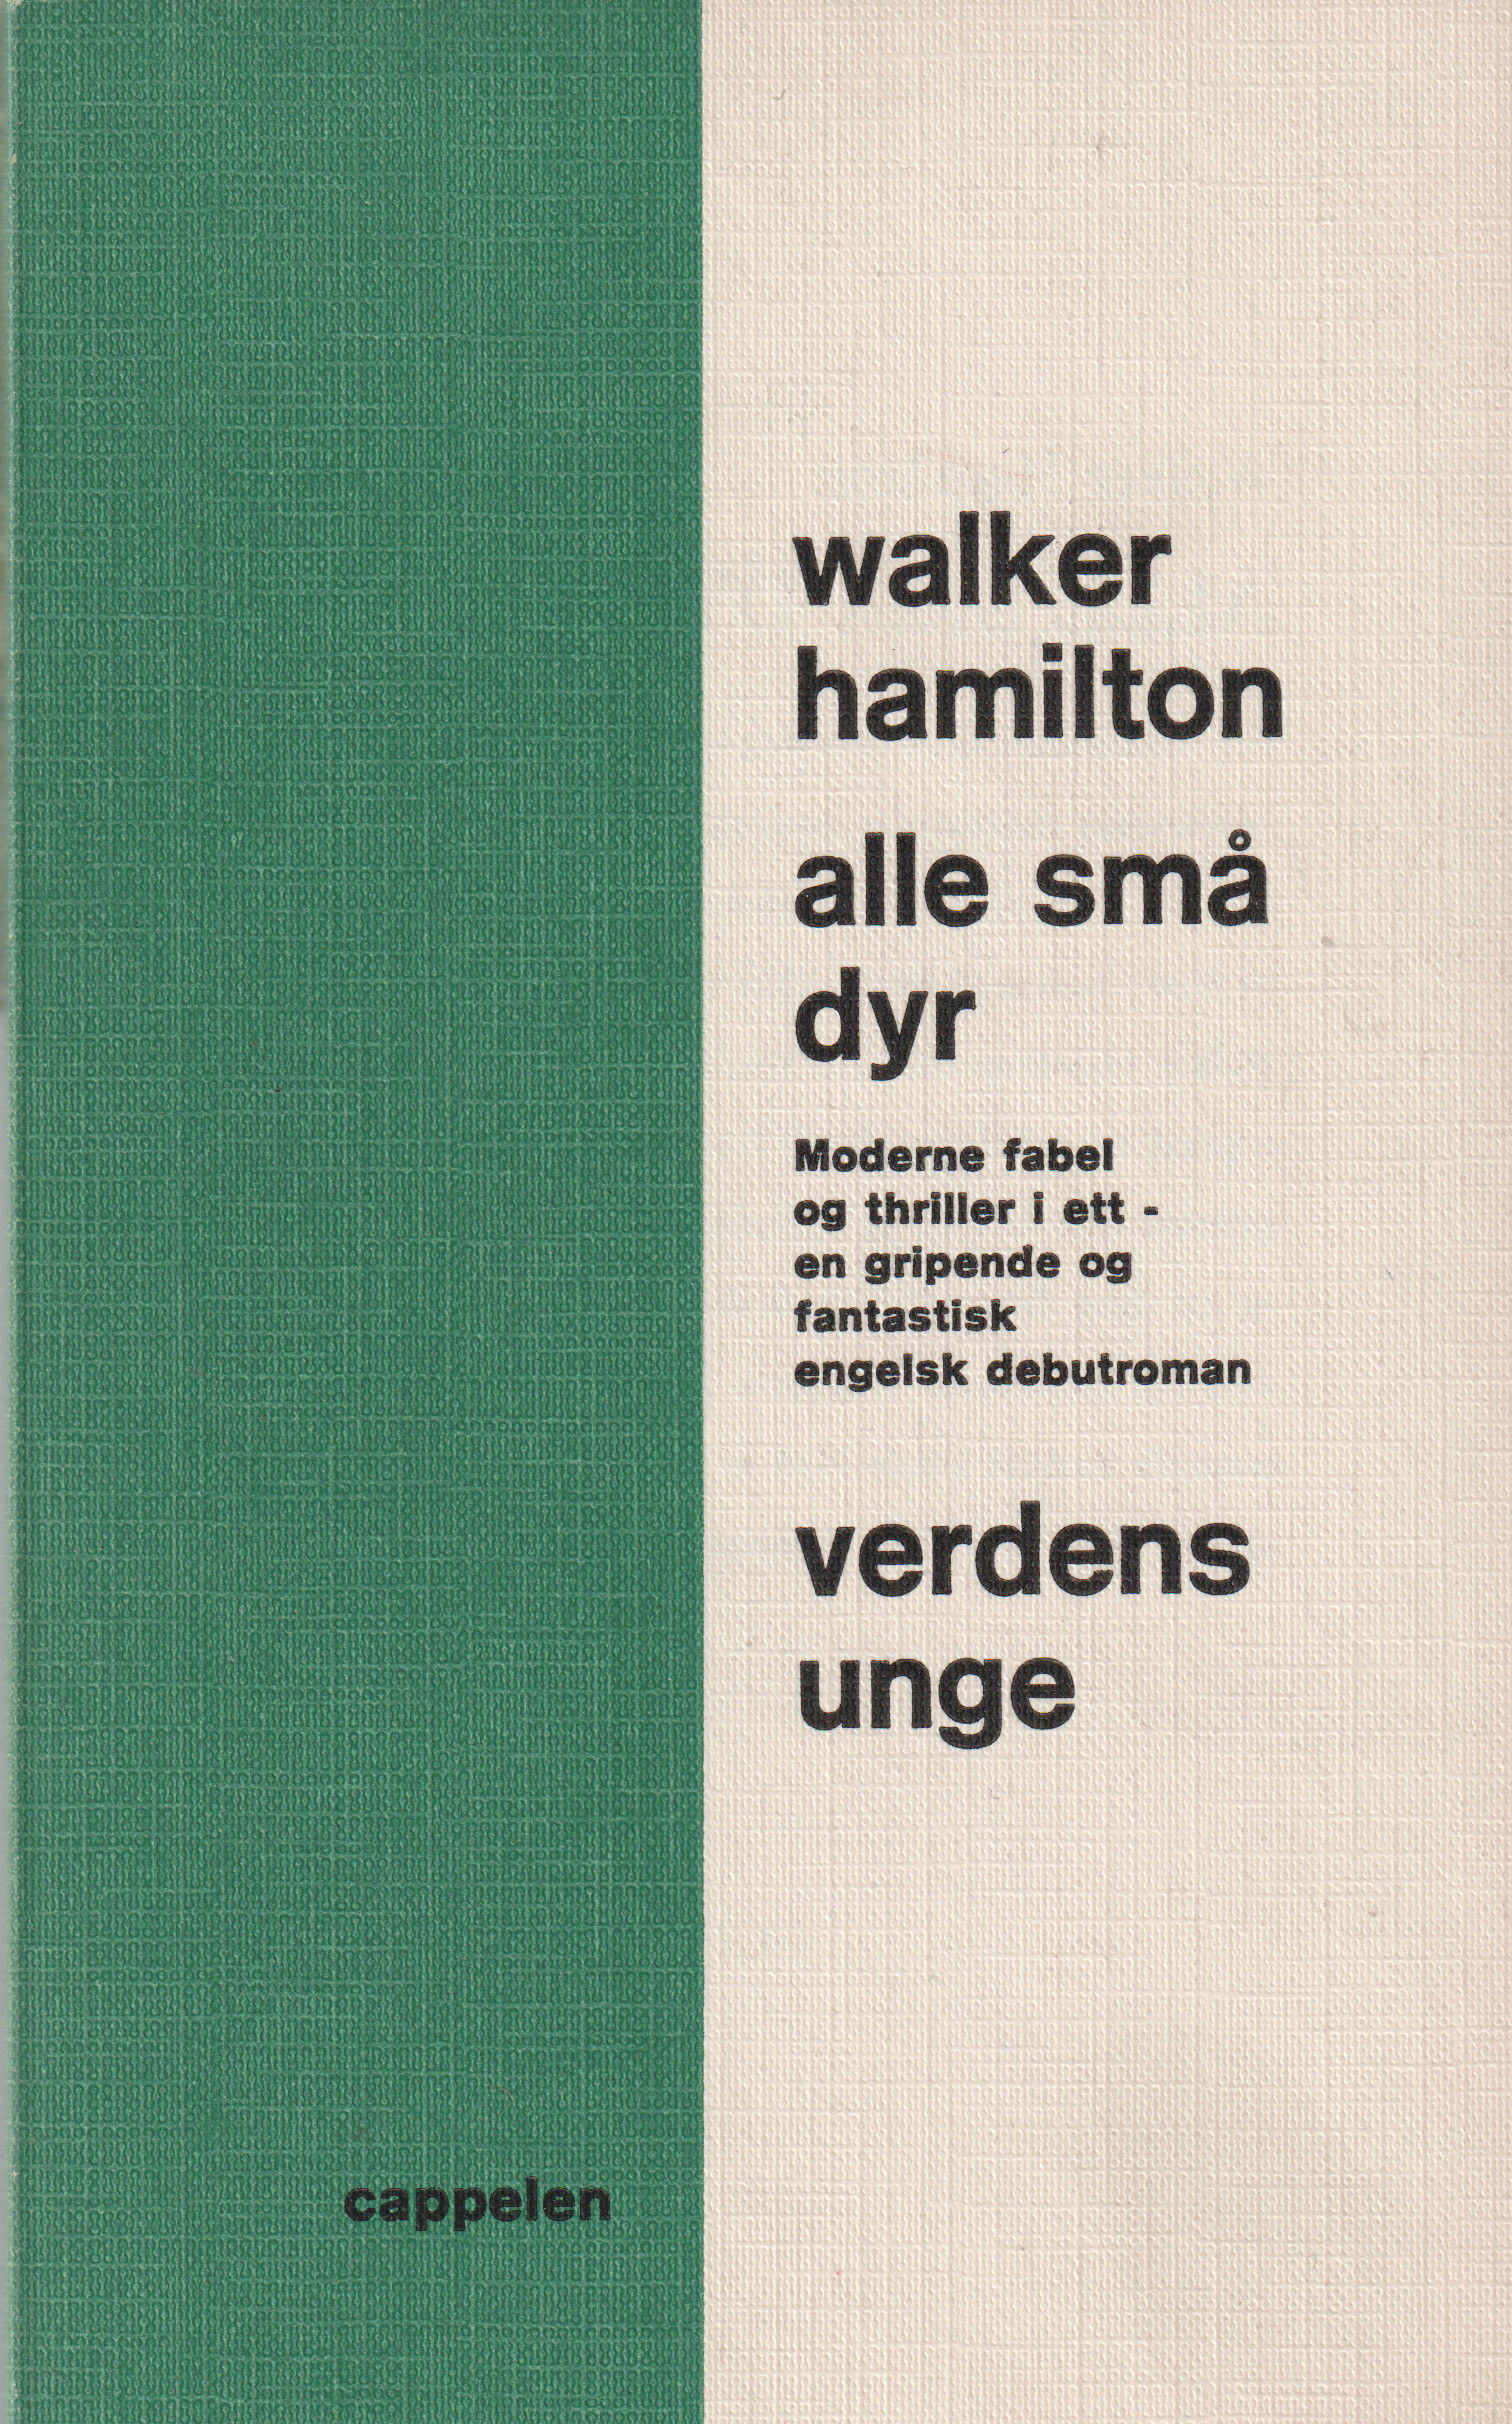 walker
hamilton
alle små
dyr
Moderne fabel
og thriller i ett -
en gripende og
fantastisk
engelsk debutroman
verdens
unge
cappelen